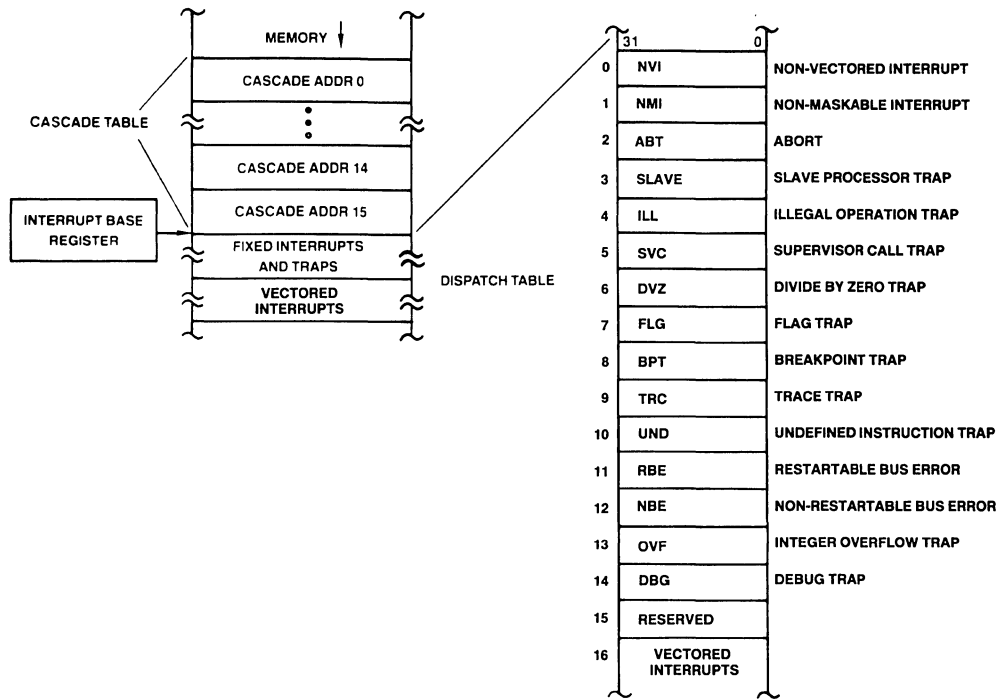 MEMORY
CASCADE ADDR 0
CASCADE TABLE
CASCADE ADDR 14
CASCADE ADDR 15
INTERRUPT BASE
REGISTER
FIXED INTERRUPTS
AND TRAPS
VECTORED
INTERRUPTS
DISPATCH TABLE
31 0
0 NVI NON-VECTORED INTERRUPT
1 NMI NON-MASKABLE INTERRUPT
2 ABT ABORT
3 SLAVE SLAVE PROCESSOR TRAP
4 ILL ILLEGAL OPERATION TRAP
5 SVC SUPERVISOR CALL TRAP
6 DVZ DIVIDE BY ZERO TRAP
7 FLG FLAG TRAP
8 BPT BREAKPOINT TRAP
9 TRC TRACE TRAP
10 UND UNDEFINED INSTRUCTION TRAP
11 RBE RESTARTABLE BUS ERROR
12 NBE NON-RESTARTABLE BUS ERROR
13 OVF INTEGER OVERFLOW TRAP
14 DBG DEBUG TRAP
15 RESERVED
16 VECTORED
INTERRUPTS